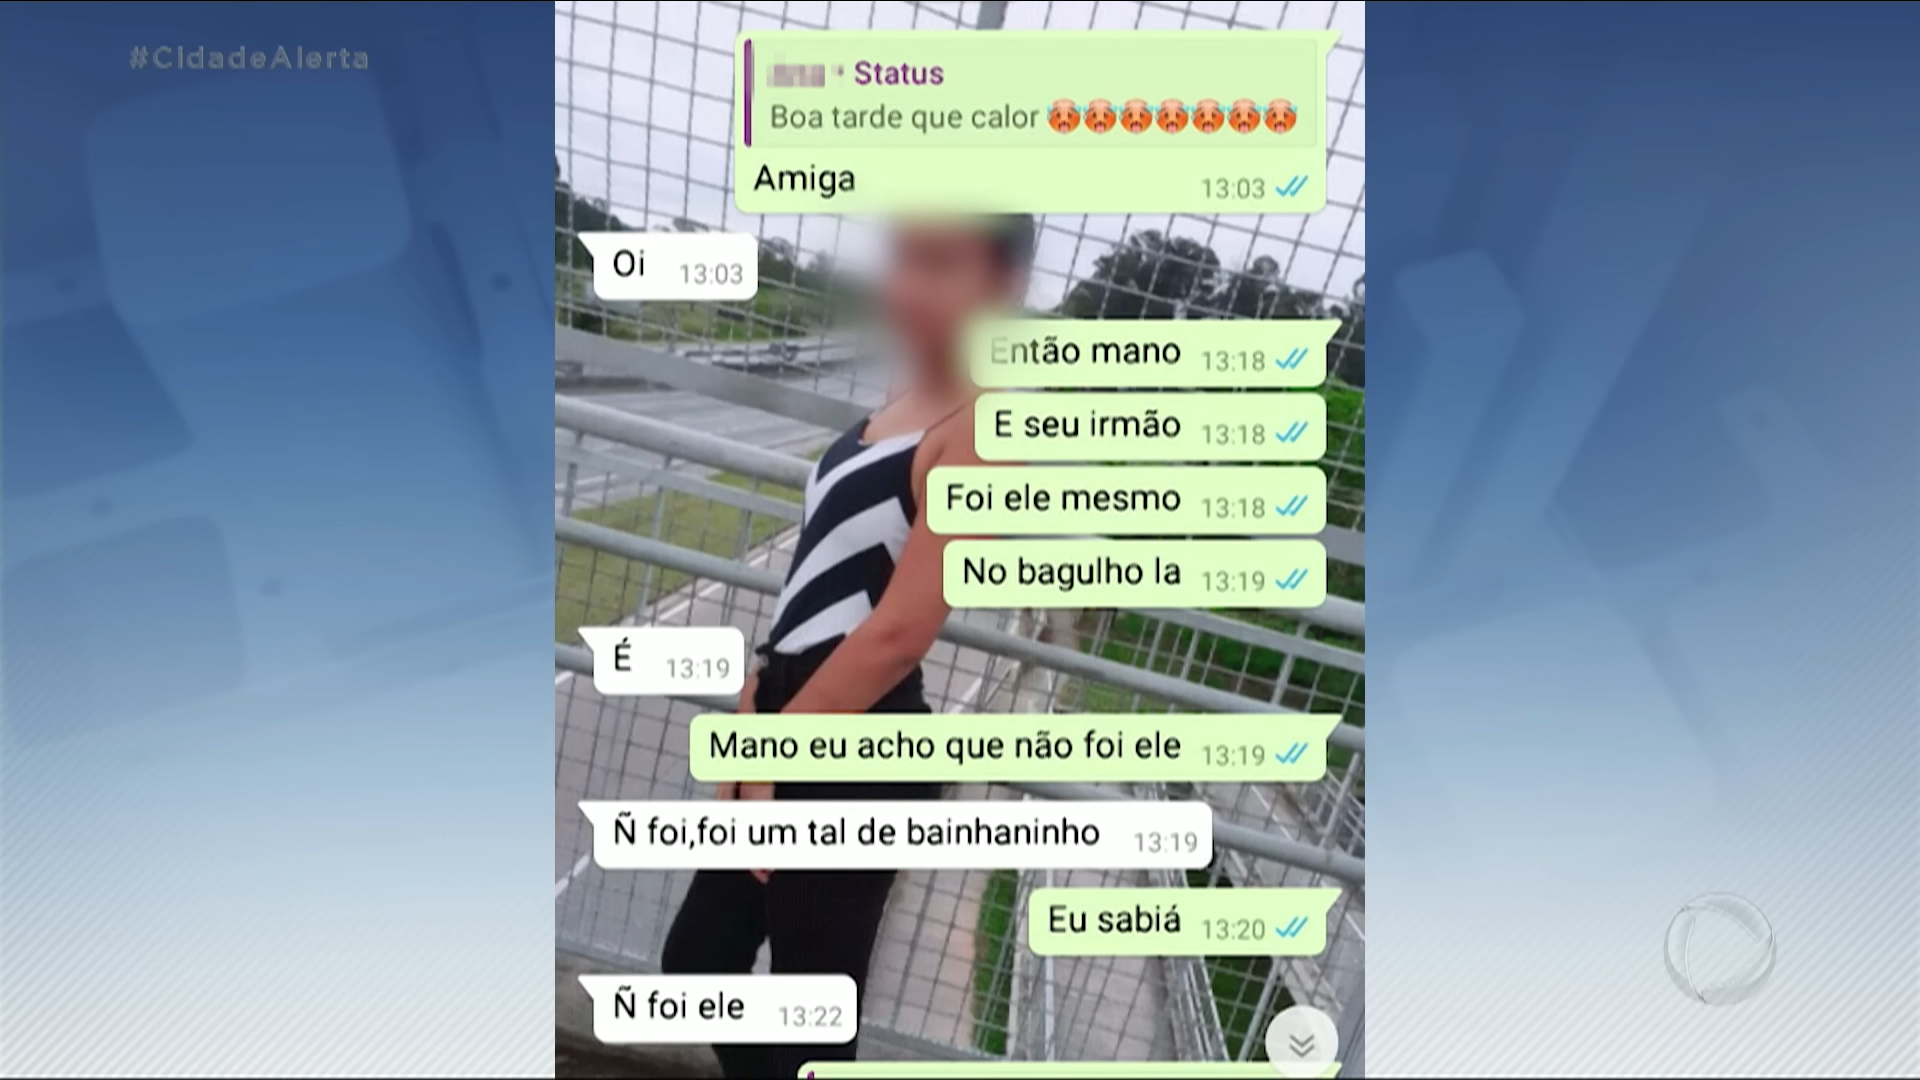 #CidadeAlerta
Status
Boa tarde que calor 🥵🥵🥵🥵🥵🥵🥵
Amiga 13:03
Oi 13:03
Então mano 13:18
E seu irmão 13:18
Foi ele mesmo 13:18
No bagulho la 13:19
É 13:19
Mano eu acho que não foi ele 13:19
Ñ foi,foi um tal de bainhaninho 13:19
Eu sabiá 13:20
Ñ foi ele 13:22